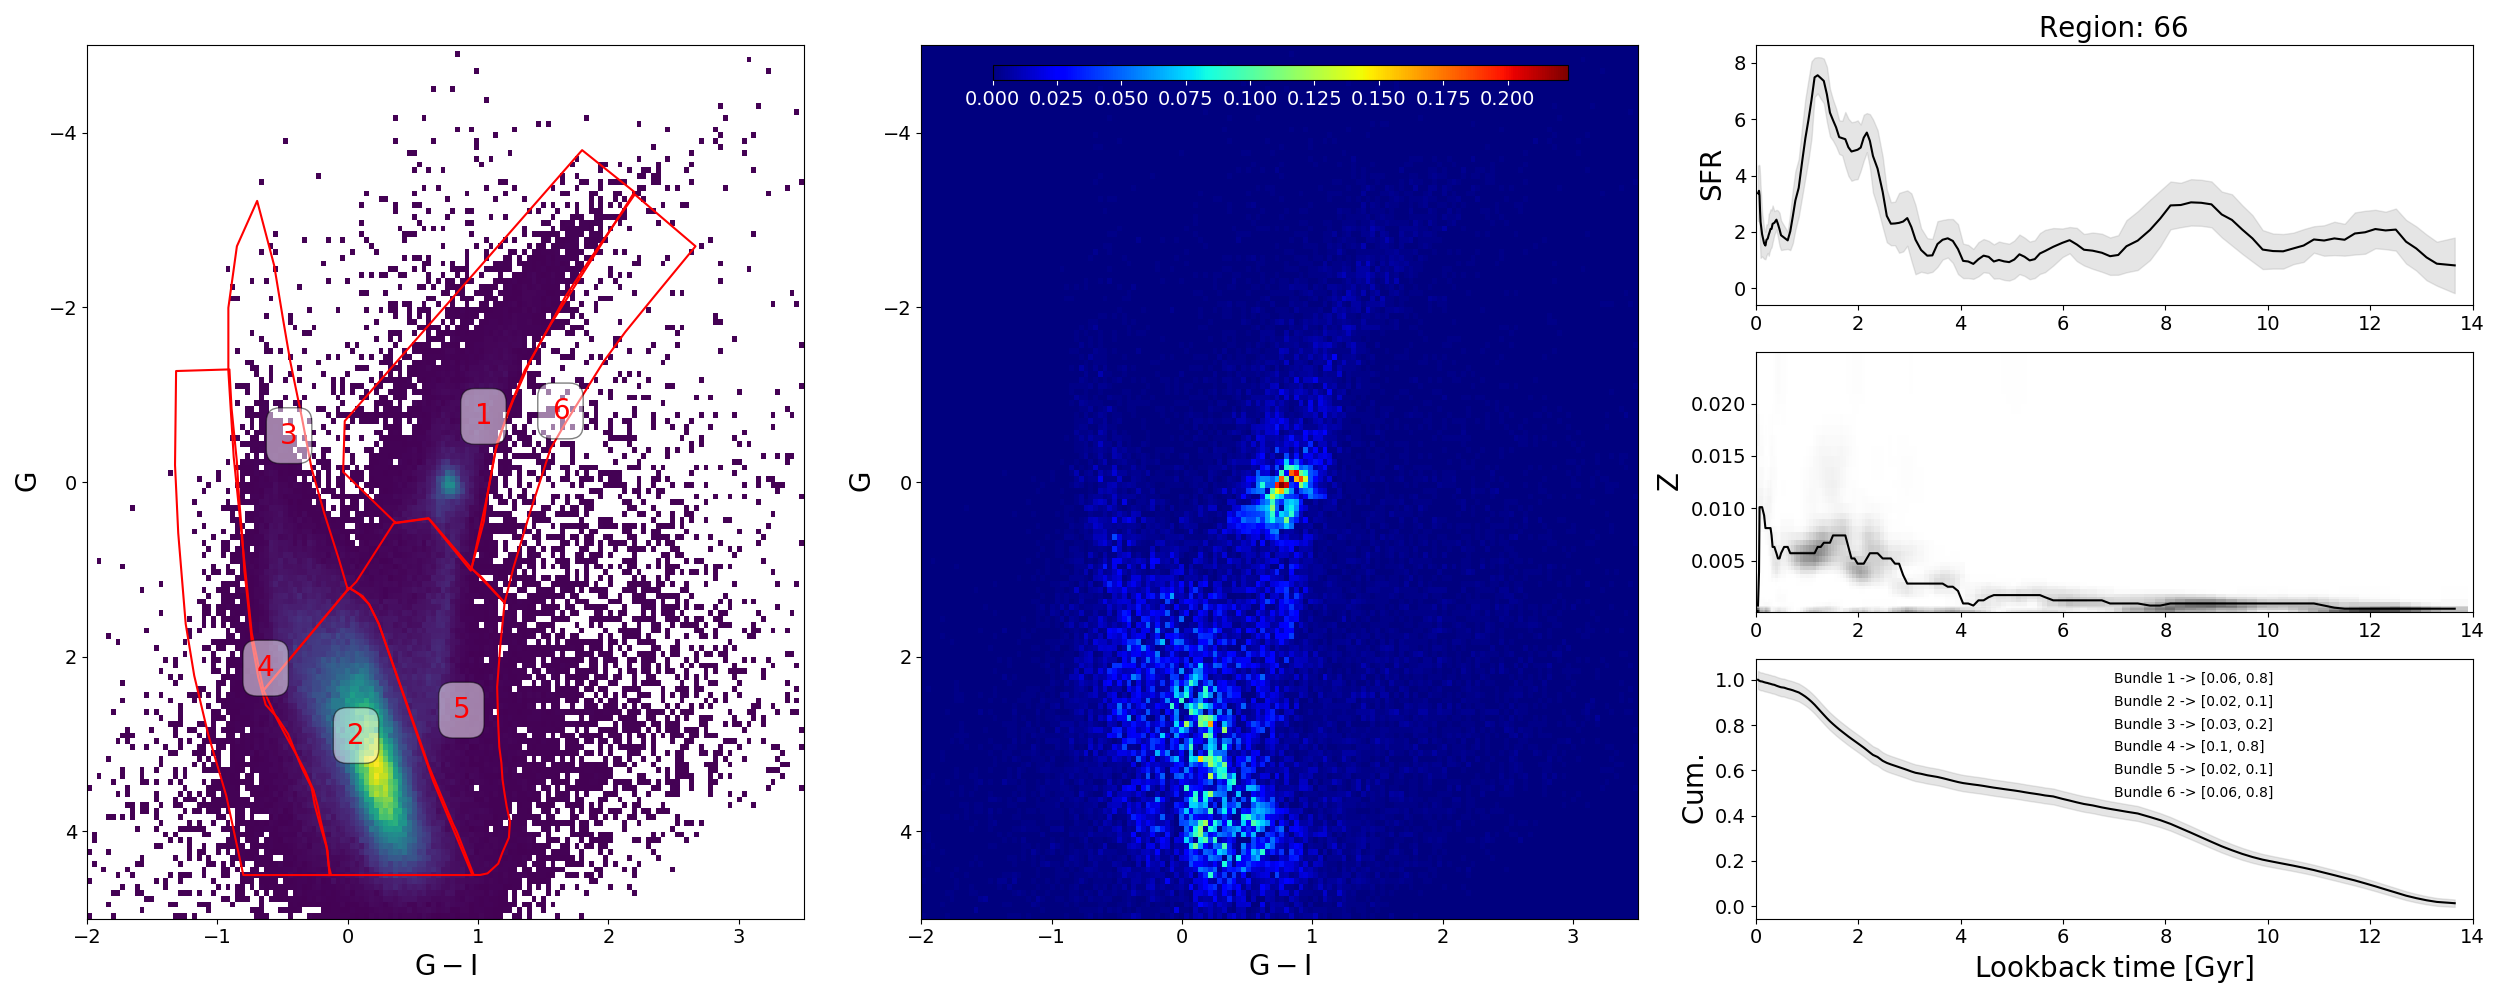 Region: 66
−4
−2
0
2
4
G
−2
−1
0
1
2
3
G − I
1
2
3
4
5
6
0.000 0.025 0.050 0.075 0.100 0.125 0.150 0.175 0.200
−4
−2
0
2
4
G
−2
−1
0
1
2
3
G − I
8
6
4
2
0
SFR
0 2 4 6 8 10 12 14
0.020
0.015
0.010
0.005
Z
0 2 4 6 8 10 12 14
1.0
0.8
0.6
0.4
0.2
0.0
Cum.
Bundle 1 -> [0.06, 0.8]
Bundle 2 -> [0.02, 0.1]
Bundle 3 -> [0.03, 0.2]
Bundle 4 -> [0.1, 0.8]
Bundle 5 -> [0.02, 0.1]
Bundle 6 -> [0.06, 0.8]
0 2 4 6 8 10 12 14
Lookback time [Gyr]